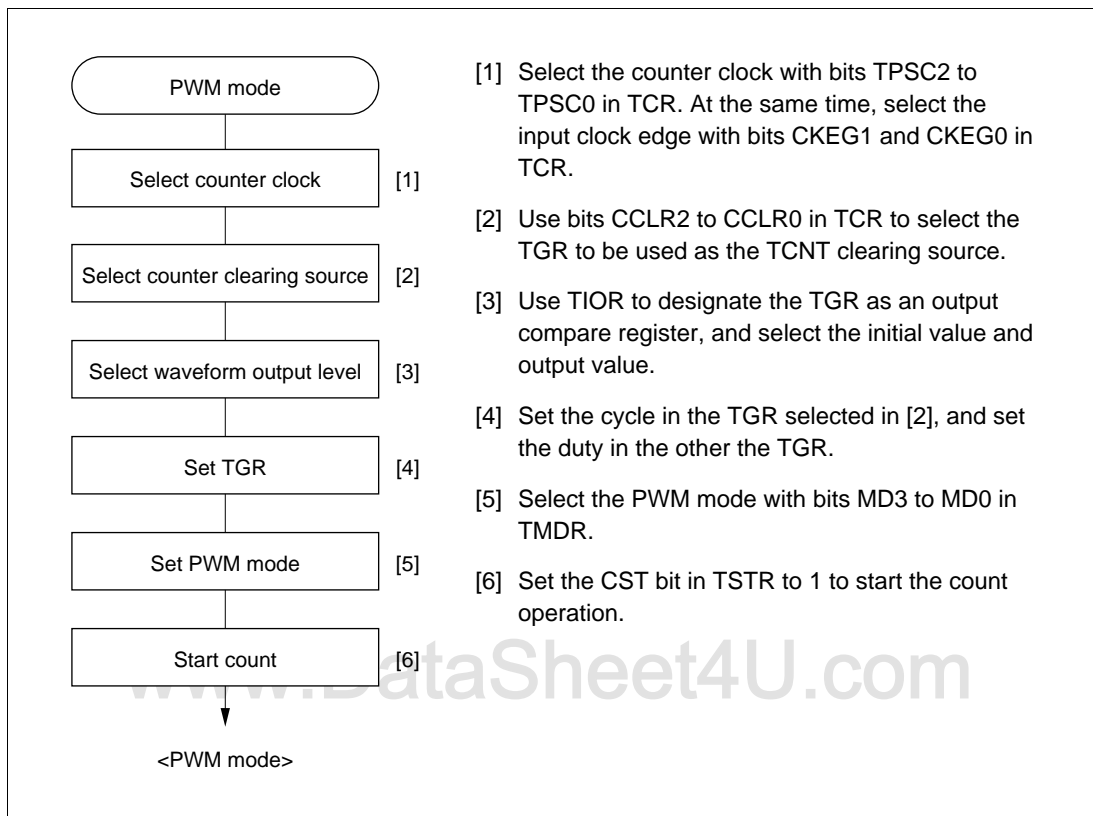 PWM mode
Select counter clock
[1]
Select counter clearing source
[2]
Select waveform output level
[3]
Set TGR
[4]
Set PWM mode
[5]
Start count
[6]
<PWM mode>
[1] Select the counter clock with bits TPSC2 to
TPSC0 in TCR. At the same time, select the
input clock edge with bits CKEG1 and CKEG0 in
TCR.
[2] Use bits CCLR2 to CCLR0 in TCR to select the
TGR to be used as the TCNT clearing source.
[3] Use TIOR to designate the TGR as an output
compare register, and select the initial value and
output value.
[4] Set the cycle in the TGR selected in [2], and set
the duty in the other the TGR.
[5] Select the PWM mode with bits MD3 to MD0 in
TMDR.
[6] Set the CST bit in TSTR to 1 to start the count
operation.
www.DataSheet4U.com